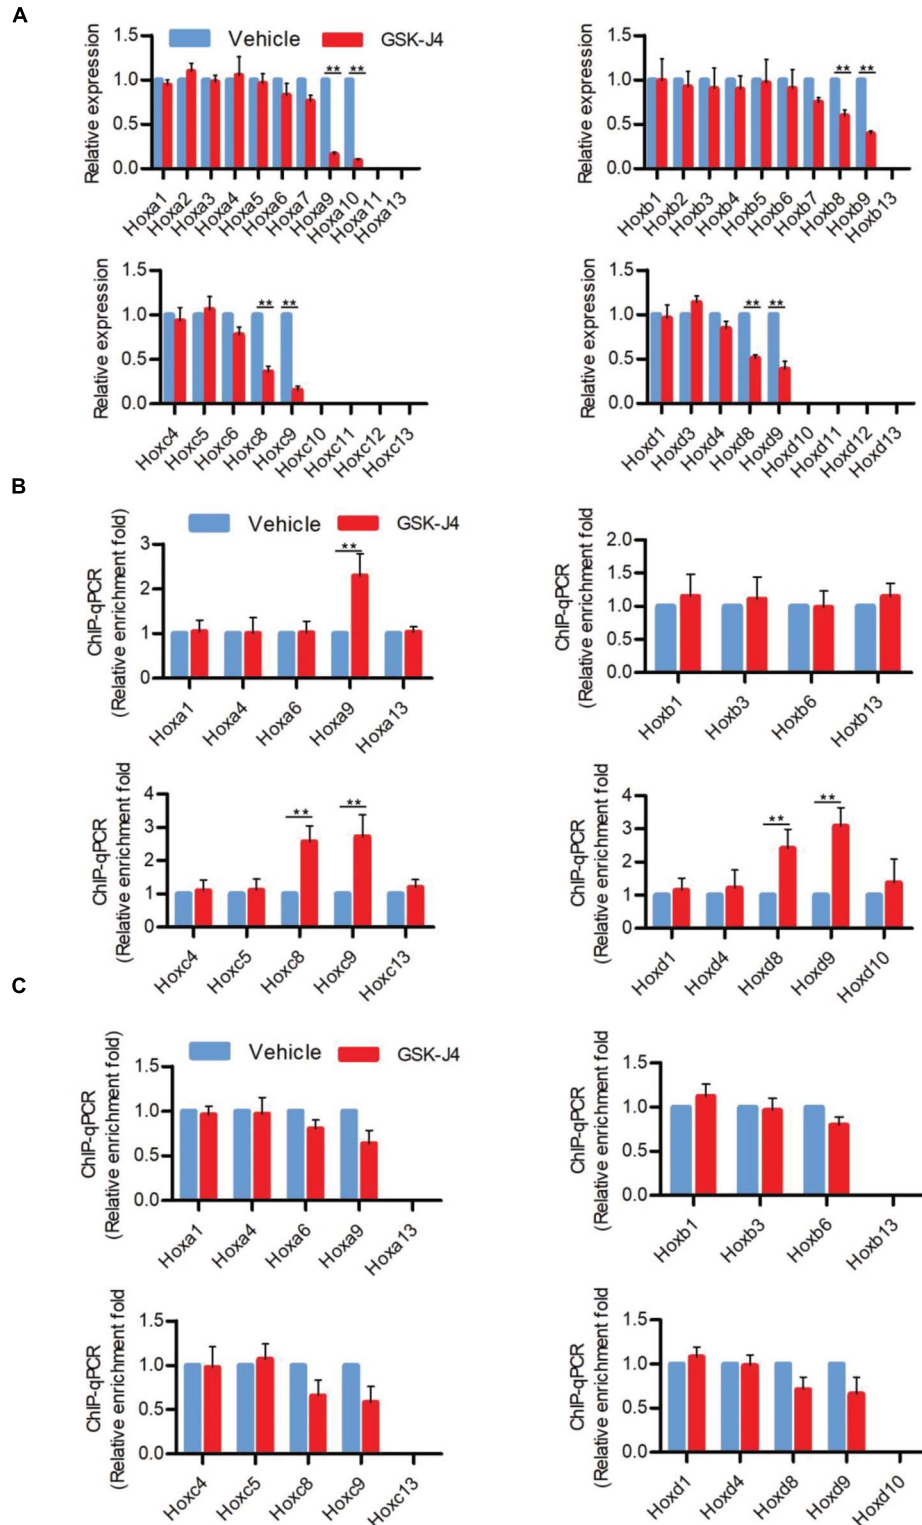 A
Vehicle GSK-J4
Relative expression
1.5
1.0
0.5
0.0
Hoxa1 Hoxa2 Hoxa3 Hoxa4 Hoxa5 Hoxa6 Hoxa7 Hoxa9 Hoxa10 Hoxa11 Hoxa13
** **
Relative expression
1.5
1.0
0.5
0.0
Hoxb1 Hoxb2 Hoxb3 Hoxb4 Hoxb5 Hoxb6 Hoxb7 Hoxb8 Hoxb9 Hoxb13
** **
Relative expression
1.5
1.0
0.5
0.0
Hoxc4 Hoxc5 Hoxc6 Hoxc8 Hoxc9 Hoxc10 Hoxc11 Hoxc12 Hoxc13
** **
Relative expression
1.5
1.0
0.5
0.0
Hoxd1 Hoxd3 Hoxd4 Hoxd8 Hoxd9 Hoxd10 Hoxd11 Hoxd12 Hoxd13
** **
B
Vehicle GSK-J4
ChIP-qPCR
(Relative enrichment fold)
3
2
1
0
**
Hoxa1 Hoxa4 Hoxa6 Hoxa9 Hoxa13
ChIP-qPCR
(Relative enrichment fold)
2.0
1.5
1.0
0.5
0.0
Hoxb1 Hoxb3 Hoxb6 Hoxb13
ChIP-qPCR
(Relative enrichment fold
4
3
2
1
0
** **
Hoxc4 Hoxc5 Hoxc8 Hoxc9 Hoxc13
ChIP-qPCR
(Relative enrichment fold
4
3
2
1
0
** **
Hoxd1 Hoxd4 Hoxd8 Hoxd9 Hoxd10
C
Vehicle GSK-J4
ChIP-qPCR
(Relative enrichment fold)
1.5
1.0
0.5
0.0
Hoxa1 Hoxa4 Hoxa6 Hoxa9 Hoxa13
ChIP-qPCR
(Relative enrichment fold
1.5
1.0
0.5
0.0
Hoxb1 Hoxb3 Hoxb6 Hoxb13
ChIP-qPCR
(Relative enrichment fold
1.5
1.0
0.5
0.0
Hoxc4 Hoxc5 Hoxc8 Hoxc9 Hoxc13
ChIP-qPCR
(Relative enrichment fold
1.5
1.0
0.5
0.0
Hoxd1 Hoxd4 Hoxd8 Hoxd9 Hoxd10